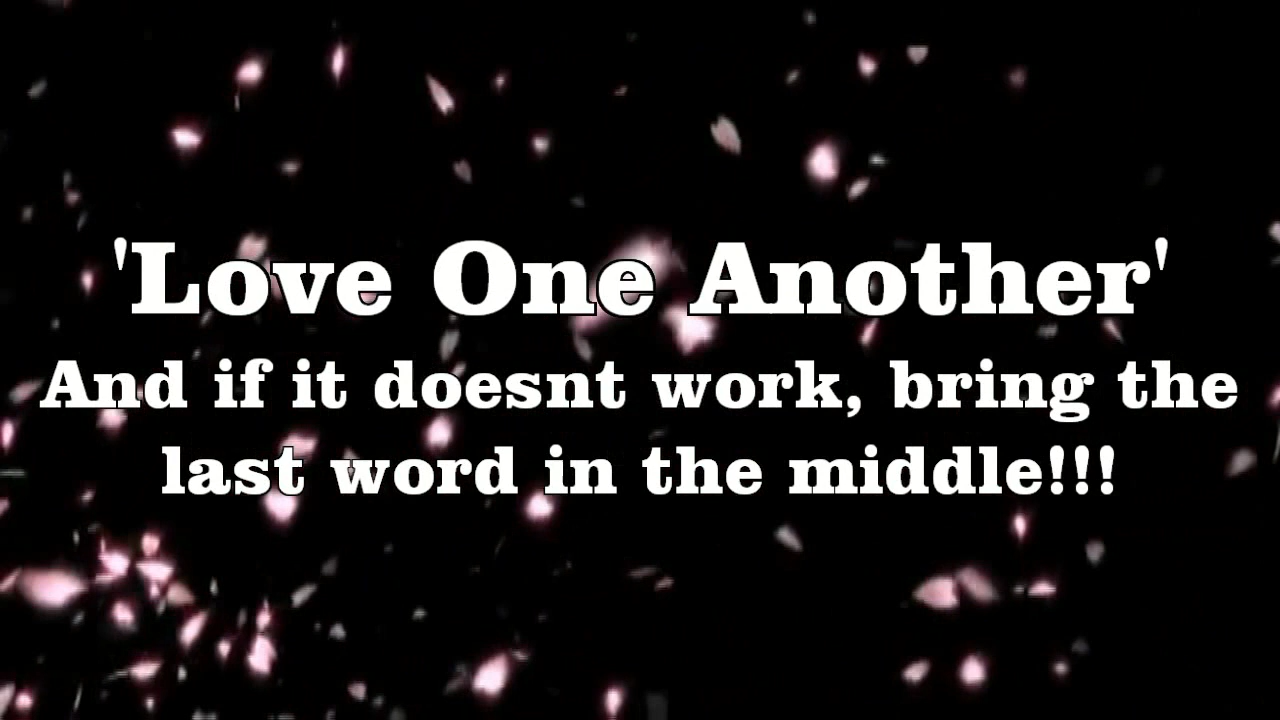 'Love One Another'
And if it doesnt work, bring the
last word in the middle!!!